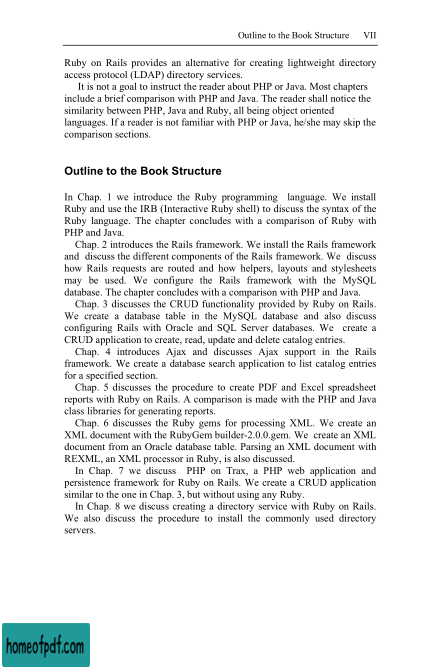 Outline to the Book Structure VII
Ruby on Rails provides an alternative for creating lightweight directory
access protocol (LDAP) directory services.
It is not a goal to instruct the reader about PHP or Java. Most chapters
include a brief comparison with PHP and Java. The reader shall notice the
similarity between PHP, Java and Ruby, all being object oriented
languages. If a reader is not familiar with PHP or Java, he/she may skip the
comparison sections.
Outline to the Book Structure
In Chap. 1 we introduce the Ruby programming language. We install
Ruby and use the IRB (Interactive Ruby shell) to discuss the syntax of the
Ruby language. The chapter concludes with a comparison of Ruby with
PHP and Java.
Chap. 2 introduces the Rails framework. We install the Rails framework
and discuss the different components of the Rails framework. We discuss
how Rails requests are routed and how helpers, layouts and stylesheets
may be used. We configure the Rails framework with the MySQL
database. The chapter concludes with a comparison with PHP and Java.
Chap. 3 discusses the CRUD functionality provided by Ruby on Rails.
We create a database table in the MySQL database and also discuss
configuring Rails with Oracle and SQL Server databases. We create a
CRUD application to create, read, update and delete catalog entries.
Chap. 4 introduces Ajax and discusses Ajax support in the Rails
framework. We create a database search application to list catalog entries
for a specified section.
Chap. 5 discusses the procedure to create PDF and Excel spreadsheet
reports with Ruby on Rails. A comparison is made with the PHP and Java
class libraries for generating reports.
Chap. 6 discusses the Ruby gems for processing XML. We create an
XML document with the RubyGem builder-2.0.0.gem. We create an XML
document from an Oracle database table. Parsing an XML document with
REXML, an XML processor in Ruby, is also discussed.
In Chap. 7 we discuss PHP on Trax, a PHP web application and
persistence framework for Ruby on Rails. We create a CRUD application
similar to the one in Chap. 3, but without using any Ruby.
In Chap. 8 we discuss creating a directory service with Ruby on Rails.
We also discuss the procedure to install the commonly used directory
servers.
homeofpdf.com